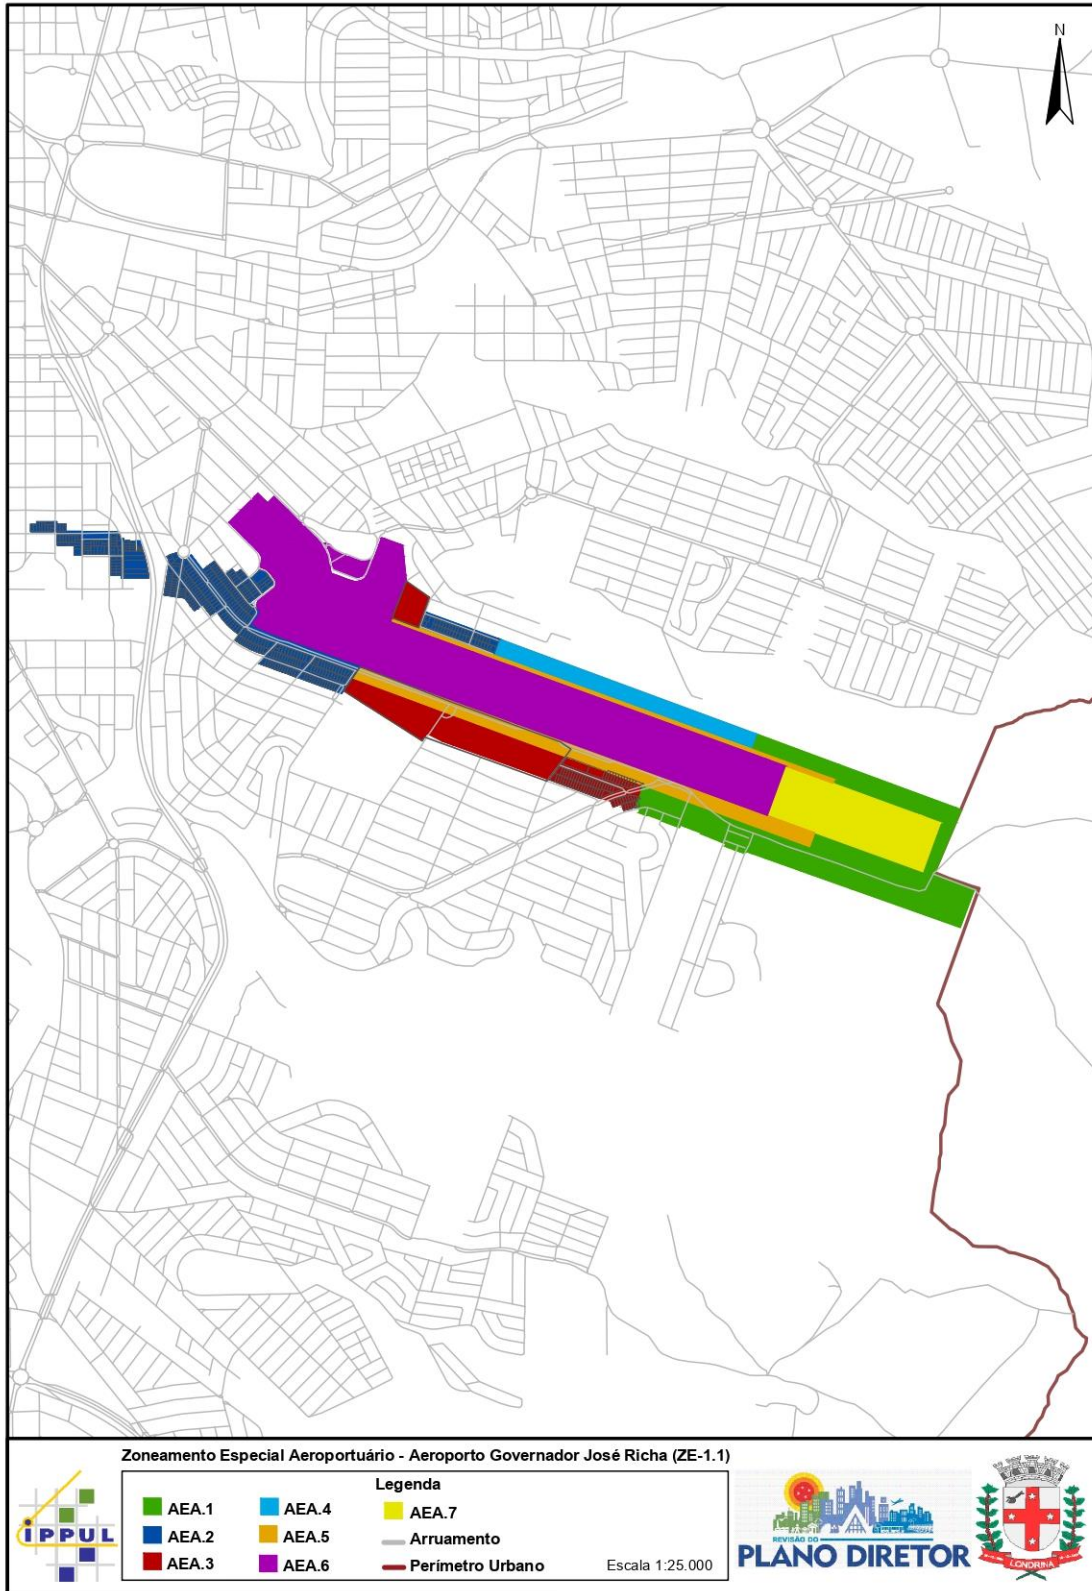 N
Zoneamento Especial Aeroportuário - Aeroporto Governador José Richa (ZE-1.1)
Legenda
AEA.1
AEA.2
AEA.3
AEA.4
AEA.5
AEA.6
AEA.7
Arruamento
Perímetro Urbano
Escala 1:25.000
IPPUL
REVISÃO DO
PLANO DIRETOR
LONDRINA